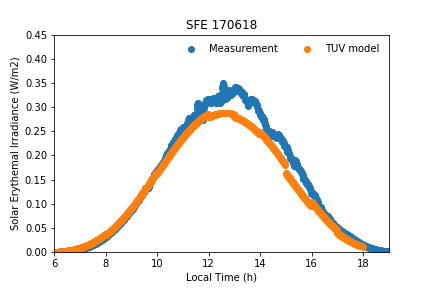 SFE 170618
Solar Erythemal Irradiance (W/m2)
0.45
0.40
0.35
0.30
0.25
0.20
0.15
0.10
0.05
0.00
Measurement TUV model
6 8 10 12 14 16 18
Local Time (h)